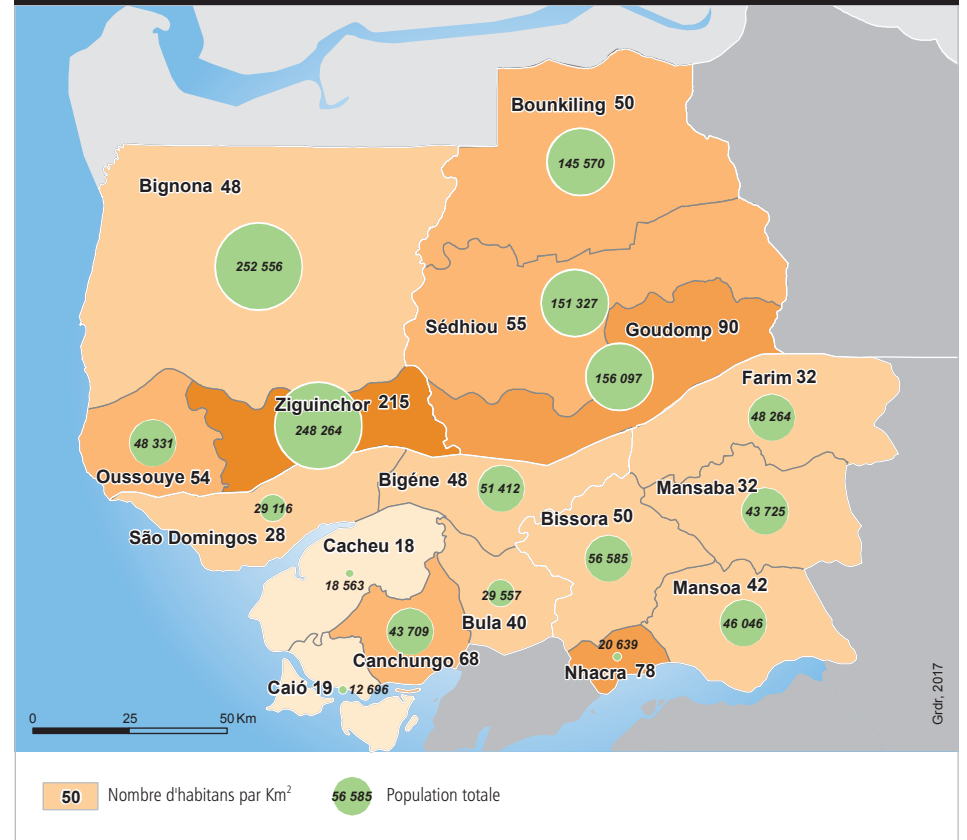 Bounkiling 50
145 570
Bignona 48
252 556
151 327
Sédhiou 55
Goudomp 90
156 097
Farim 32
48 264
Ziguinchor 215
248 264
48 331
Oussouye 54
Bigéne 48
51 412
Mansaba 32
43 725
29 116
São Domingos 28
Bissora 50
56 585
Cacheu 18
18 563
Mansoa 42
46 046
29 557
Bula 40
43 709
Canchungo 68
20 639
Nhacra 78
Caió 19
12 696
0 25 50 Km
Grdr, 2017
50 Nombre d'habitans par Km²
56 585 Population totale